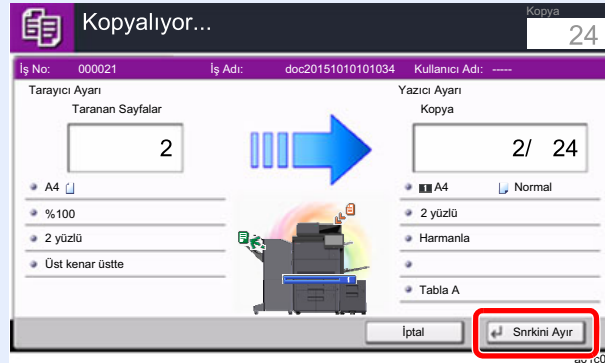 Kopyalıyor...
Kopya
24
İş No: 000021 İş Adı: doc20151010101034 Kullanıcı Adı: -----
Tarayıcı Ayarı Yazıcı Ayarı
Taranan Sayfalar Kopya
2 2/ 24
A4 1 A4 Normal
%100 2 yüzlü
2 yüzlü Harmanla
Üst kenar üstte
Tabla A
İptal Snrkini Ayır